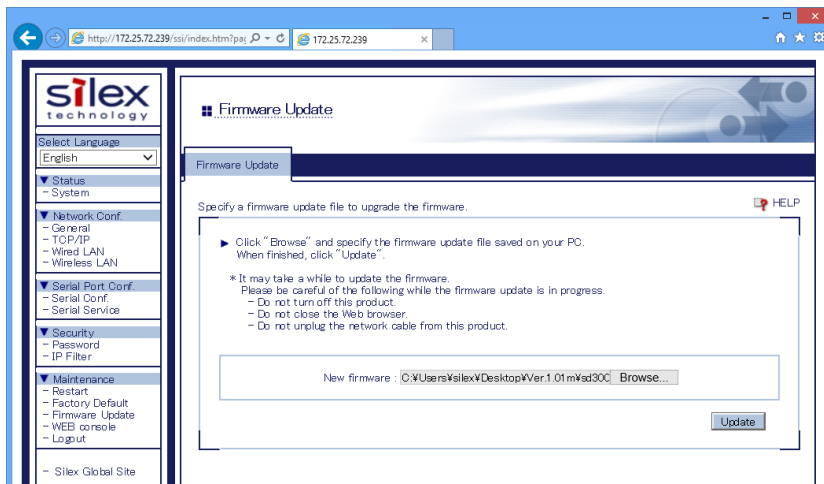 http://172.25.72.239/ssi/index.htm?pag
172.25.72.239
silex
technology
Select Language
English
▼ Status
- System
▼ Network Conf.
- General
- TCP/IP
- Wired LAN
- Wireless LAN
▼ Serial Port Conf.
- Serial Conf.
- Serial Service
▼ Security
- Password
- IP Filter
▼ Maintenance
- Restart
- Factory Default
- Firmware Update
- WEB console
- Logout
- Silex Global Site
Firmware Update
Firmware Update
Specify a firmware update file to upgrade the firmware.
HELP
Click "Browse" and specify the firmware update file saved on your PC.
When finished, click "Update".
* It may take a while to update the firmware.
Please be careful of the following while the firmware update is in progress.
- Do not turn off this product.
- Do not close the Web browser.
- Do not unplug the network cable from this product.
New firmware : C:¥Users¥silex¥Desktop¥Ver.1.01m¥sd300 Browse...
Update